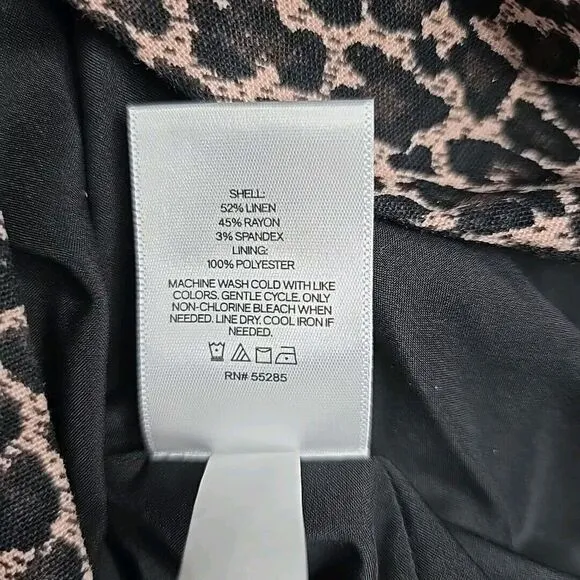 SHELL:
52% LINEN
45% RAYON
3% SPANDEX
LINING:
100% POLYESTER
MACHINE WASH COLD WITH LIKE
COLORS. GENTLE CYCLE. ONLY
NON-CHLORINE BLEACH WHEN
NEEDED. LINE DRY. COOL IRON IF
NEEDED.
RN# 55285